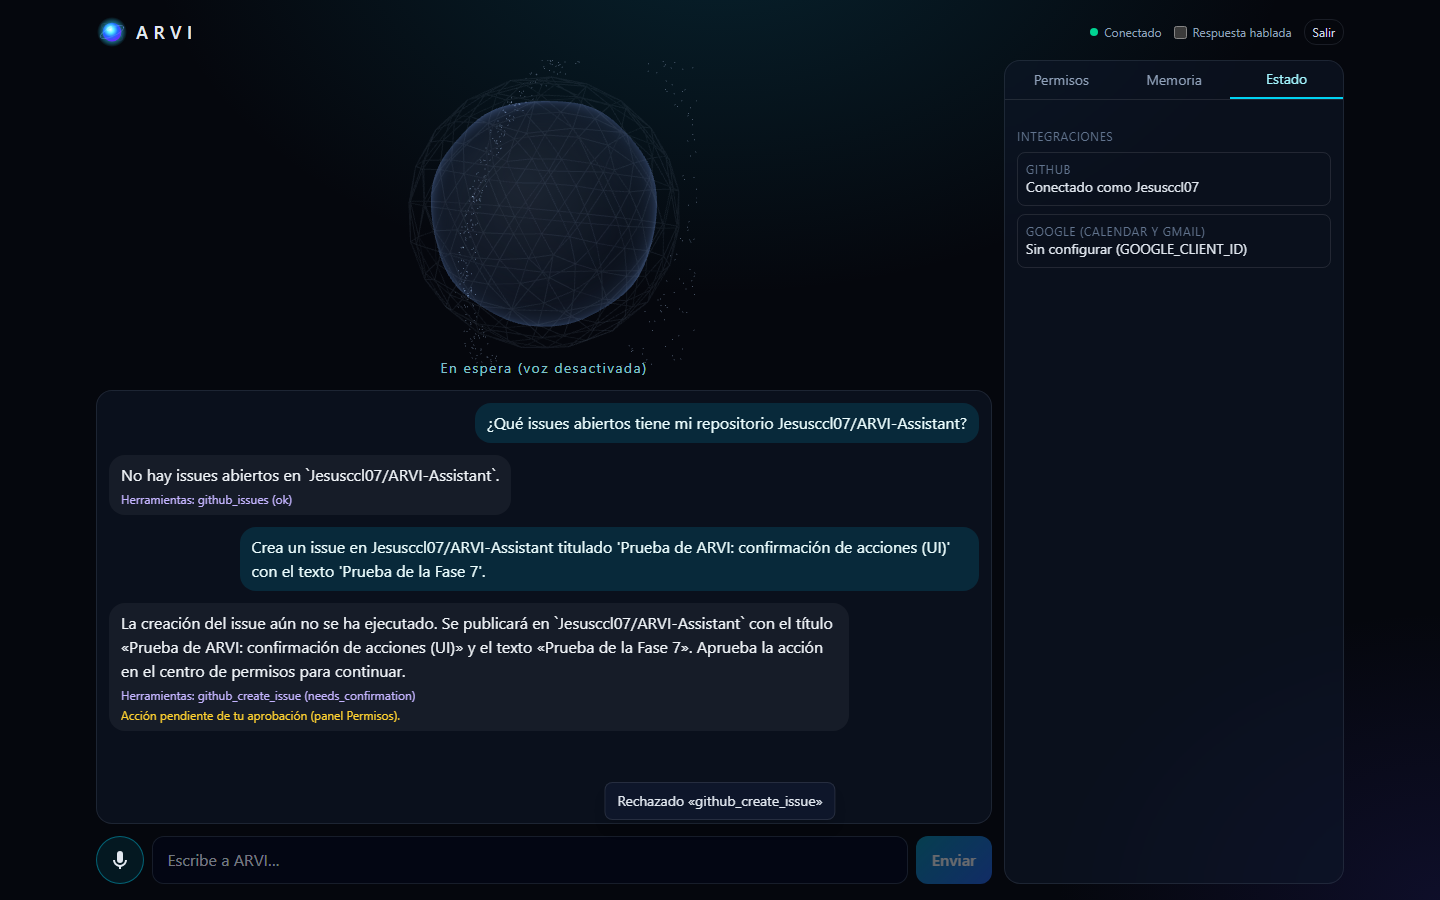 ARVI
Conectado
Respuesta hablada
Salir
En espera (voz desactivada)
¿Qué issues abiertos tiene mi repositorio Jesusccl07/ARVI-Assistant?
No hay issues abiertos en `Jesusccl07/ARVI-Assistant`.
Herramientas: github_issues (ok)
Crea un issue en Jesusccl07/ARVI-Assistant titulado 'Prueba de ARVI: confirmación de acciones (UI)'
con el texto 'Prueba de la Fase 7'.
La creación del issue aún no se ha ejecutado. Se publicará en `Jesusccl07/ARVI-Assistant` con el título
«Prueba de ARVI: confirmación de acciones (UI)» y el texto «Prueba de la Fase 7». Aprueba la acción
en el centro de permisos para continuar.
Herramientas: github_create_issue (needs_confirmation)
Acción pendiente de tu aprobación (panel Permisos).
Rechazado «github_create_issue»
Escribe a ARVI...
Enviar
Permisos
Memoria
Estado
INTEGRACIONES
GITHUB
Conectado como Jesusccl07
GOOGLE (CALENDAR Y GMAIL)
Sin configurar (GOOGLE_CLIENT_ID)